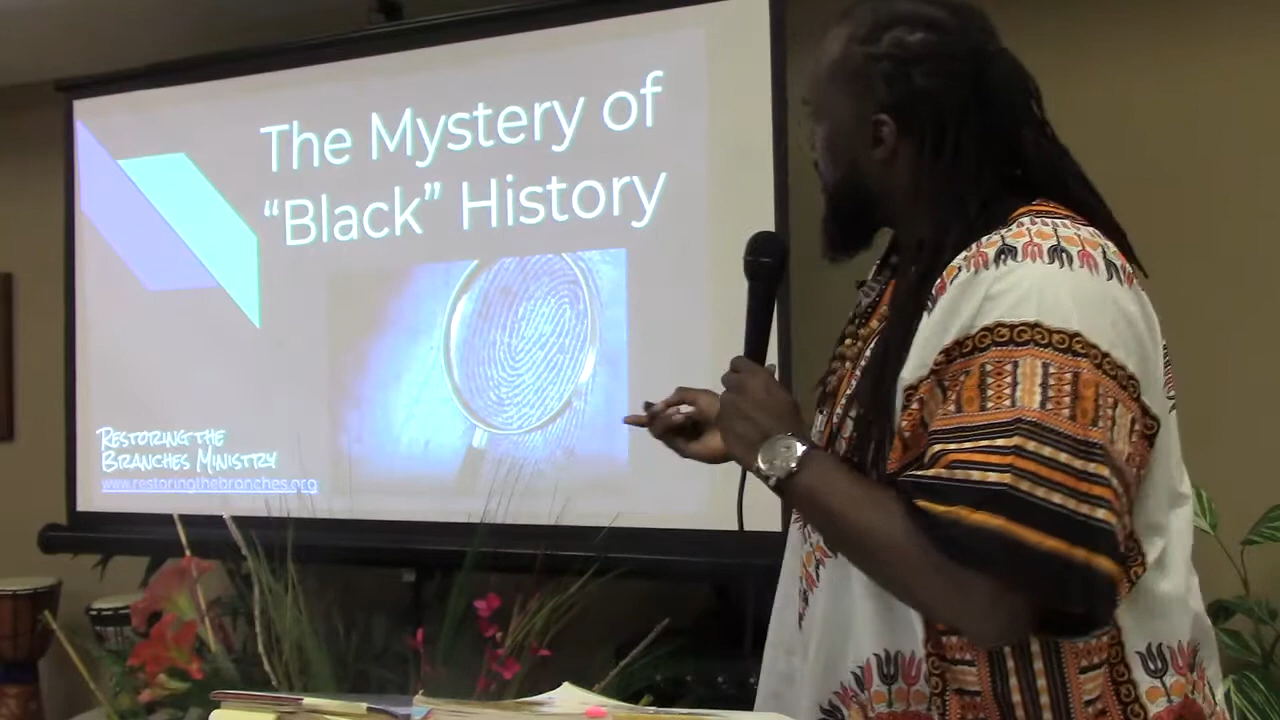 The Mystery of
“Black” History
RESTORING THE
BRANCHES MINISTRY
www.restoringthebranches.org